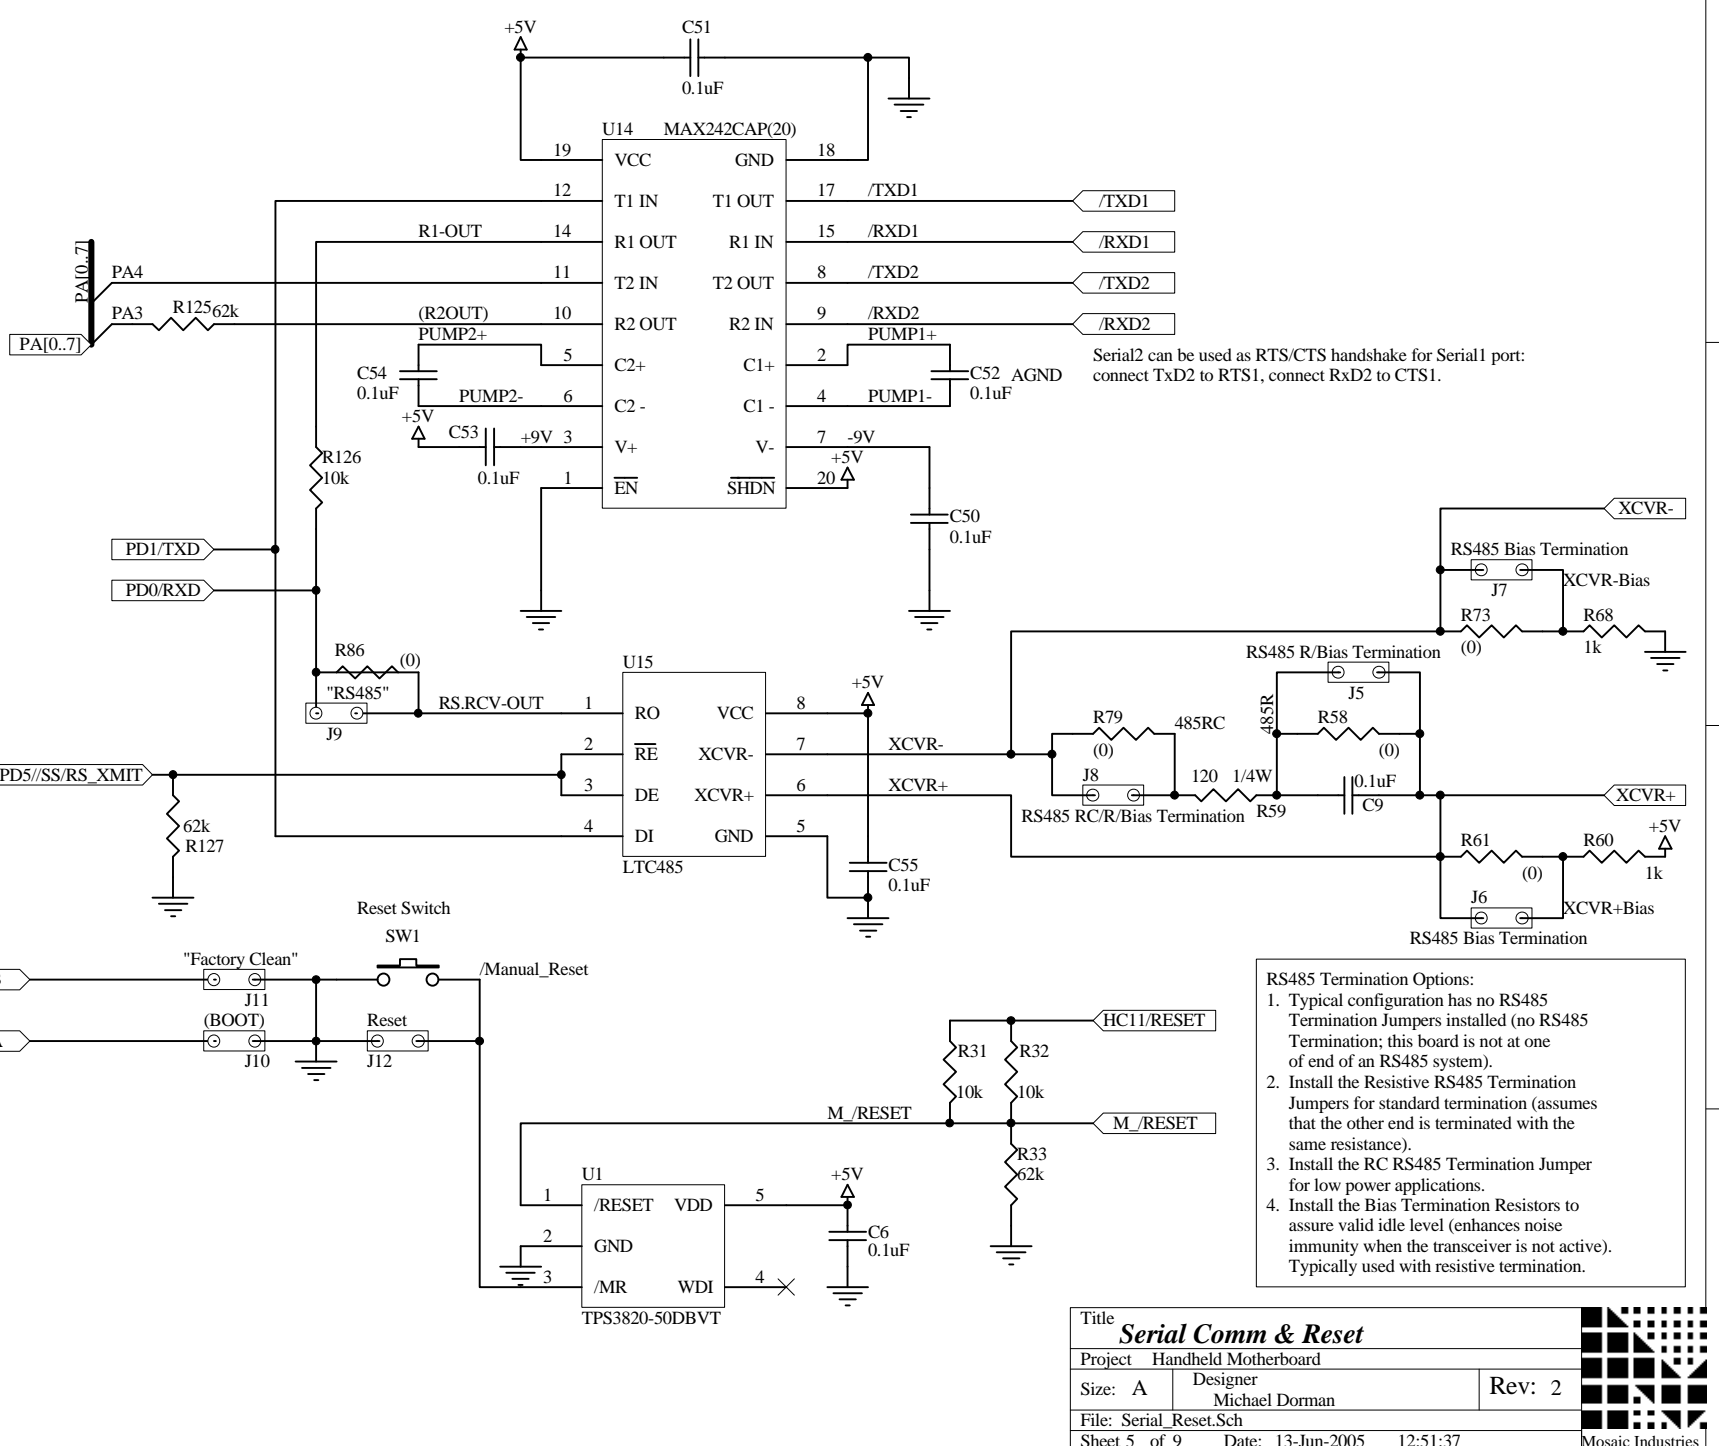 +5V
C51
0.1uF
U14 MAX242CAP(20)
19 VCC GND 18
12 T1 IN T1 OUT 17 /TXD1 /TXD1
R1-OUT 14 R1 OUT R1 IN 15 /RXD1 /RXD1
PA[0..7]
PA4 11 T2 IN T2 OUT 8 /TXD2 /TXD2
PA3 R125 62k (R2OUT) 10 R2 OUT R2 IN 9 /RXD2 /RXD2
PA[0..7]
PUMP2+ 5 C2+ C1+ 2 PUMP1+
C54
0.1uF
C52 AGND
0.1uF
PUMP2- 6 C2 - C1 - 4 PUMP1-
Serial2 can be used as RTS/CTS handshake for Serial1 port:
connect TxD2 to RTS1, connect RxD2 to CTS1.
+5V C53 +9V 3 V+ V- 7 -9V
0.1uF
+5V
1 EN SHDN 20
R126
10k
C50
0.1uF
PD1/TXD
PD0/RXD
XCVR-
RS485 Bias Termination
J7
XCVR-Bias
R73
(0)
R68
1k
R86 (0)
"RS485"
J9
RS.RCV-OUT
U15
1 RO VCC 8 +5V
2 RE XCVR- 7 XCVR-
3 DE XCVR+ 6 XCVR+
4 DI GND 5
LTC485
PD5//SS/RS_XMIT
62k
R127
C55
0.1uF
R79
(0)
485RC
J8
RS485 RC/R/Bias Termination
120 1/4W
R59
RS485 R/Bias Termination
J5
485R
R58
(0)
0.1uF
C9
XCVR+
R61
(0)
R60
1k
+5V
J6
XCVR+Bias
RS485 Bias Termination
Reset Switch
SW1
"Factory Clean"
J11
/Manual_Reset
(BOOT)
J10
Reset
J12
HC11/RESET
R31
10k
R32
10k
M_/RESET
M_/RESET
R33
62k
U1
1 /RESET VDD 5 +5V
2 GND
3 /MR WDI 4
TPS3820-50DBVT
C6
0.1uF
RS485 Termination Options:
1. Typical configuration has no RS485
Termination Jumpers installed (no RS485
Termination; this board is not at one
of end of an RS485 system).
2. Install the Resistive RS485 Termination
Jumpers for standard termination (assumes
that the other end is terminated with the
same resistance).
3. Install the RC RS485 Termination Jumper
for low power applications.
4. Install the Bias Termination Resistors to
assure valid idle level (enhances noise
immunity when the transceiver is not active).
Typically used with resistive termination.
Title
Serial Comm & Reset
Project Handheld Motherboard
Size: A
Designer
Michael Dorman
Rev: 2
File: Serial_Reset.Sch
Sheet 5 of 9 Date: 13-Jun-2005 12:51:37
Mosaic Industries